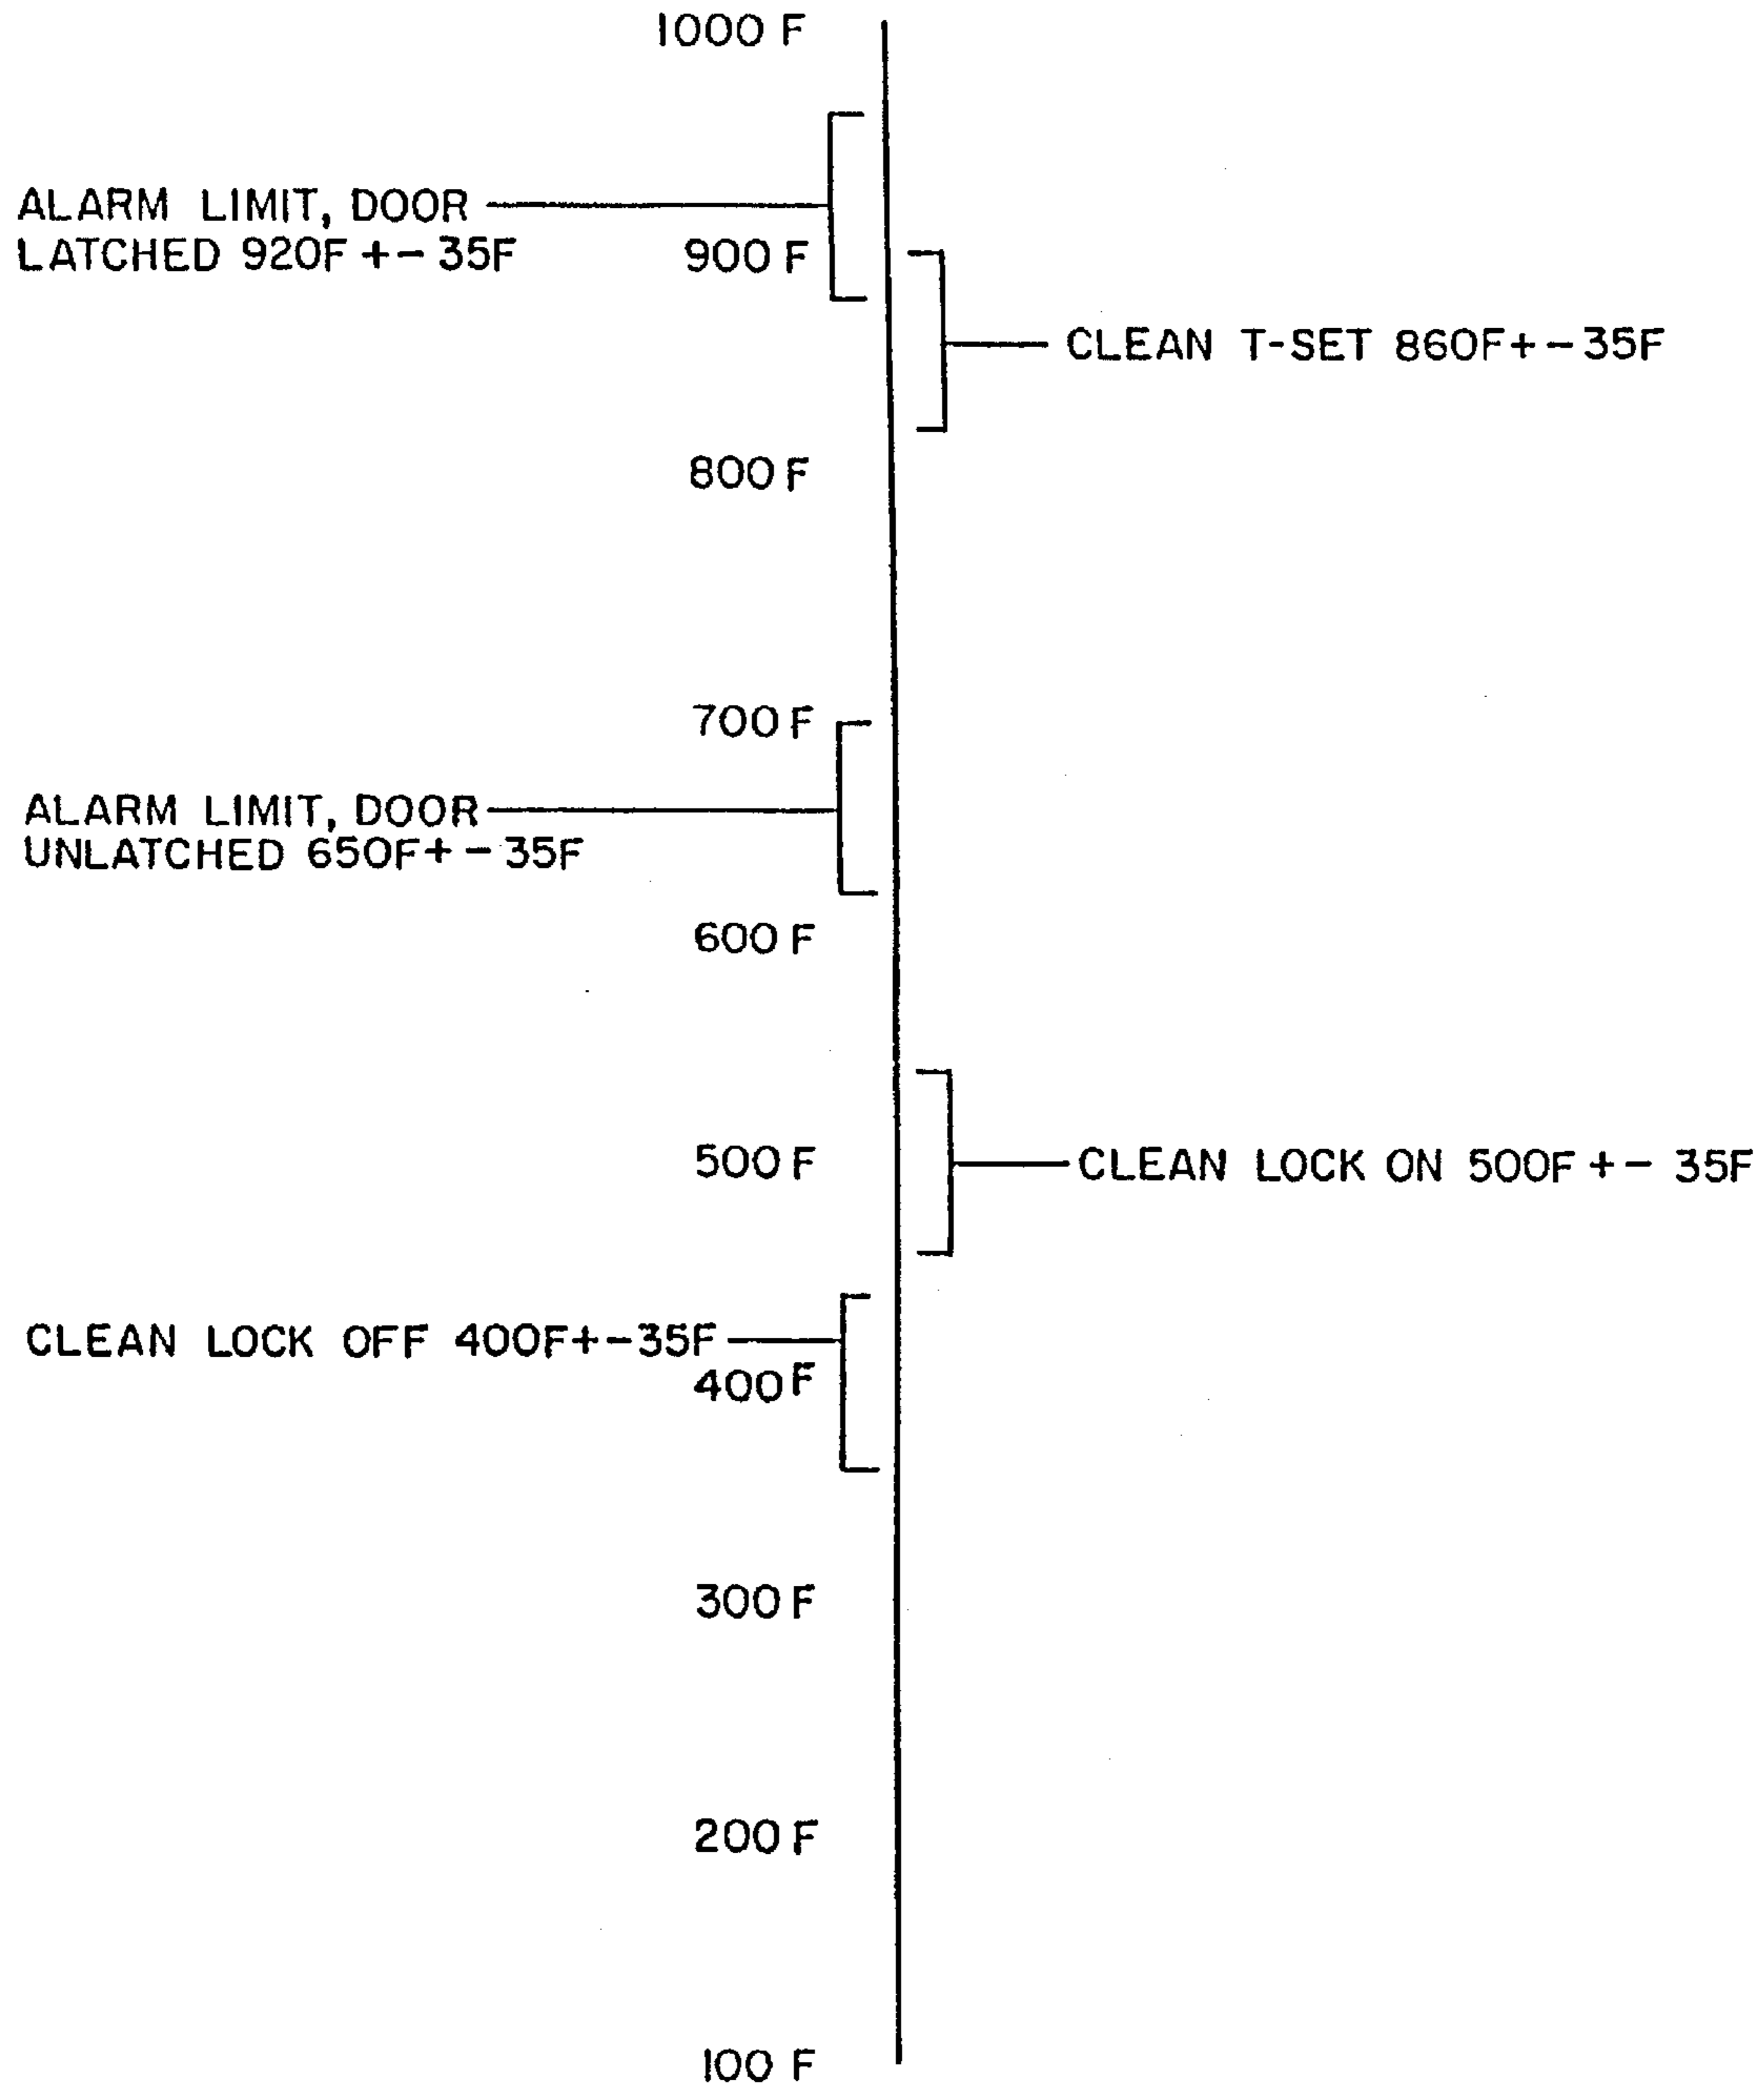 1000 F
ALARM LIMIT, DOOR
LATCHED 920F +- 35F
900 F
CLEAN T-SET 860F+-35F
800 F
700 F
ALARM LIMIT, DOOR
UNLATCHED 650F+-35F
600 F
500 F
CLEAN LOCK ON 500F +- 35F
CLEAN LOCK OFF 400F+-35F
400F
300 F
200 F
100 F